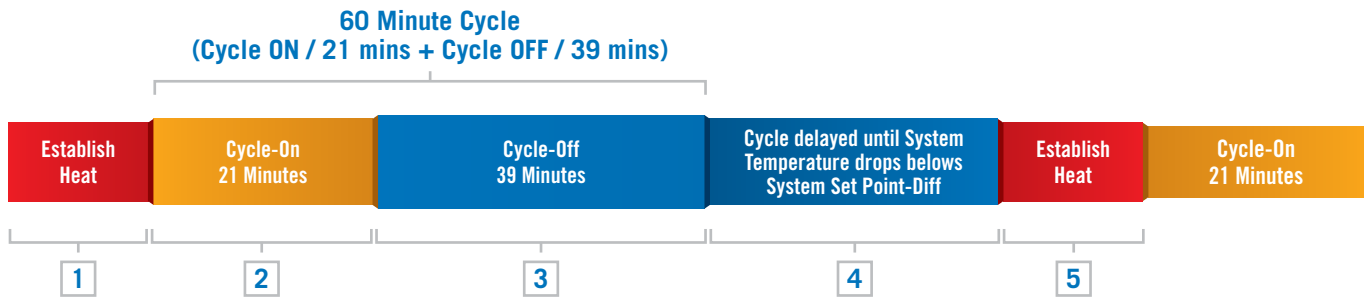 60 Minute Cycle
(Cycle ON / 21 mins + Cycle OFF / 39 mins)
Establish
Heat
Cycle-On
21 Minutes
Cycle-Off
39 Minutes
Cycle delayed until System
Temperature drops belows
System Set Point-Diff
Establish
Heat
Cycle-On
21 Minutes
1
2
3
4
5